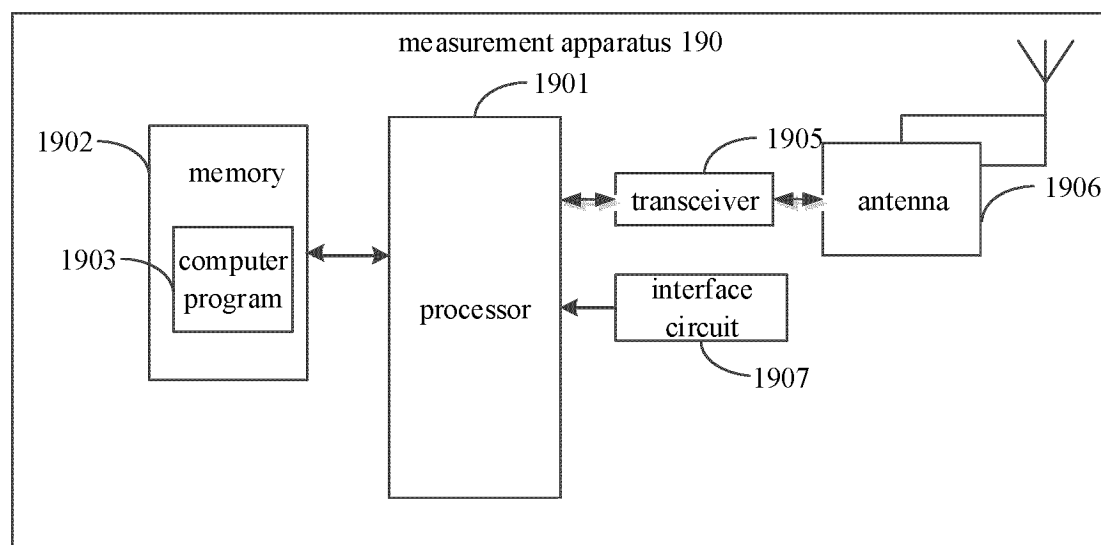 measurement apparatus 190
1901
1902
memory
1905
1906
transceiver
antenna
1903
computer
program
processor
interface
circuit
1907